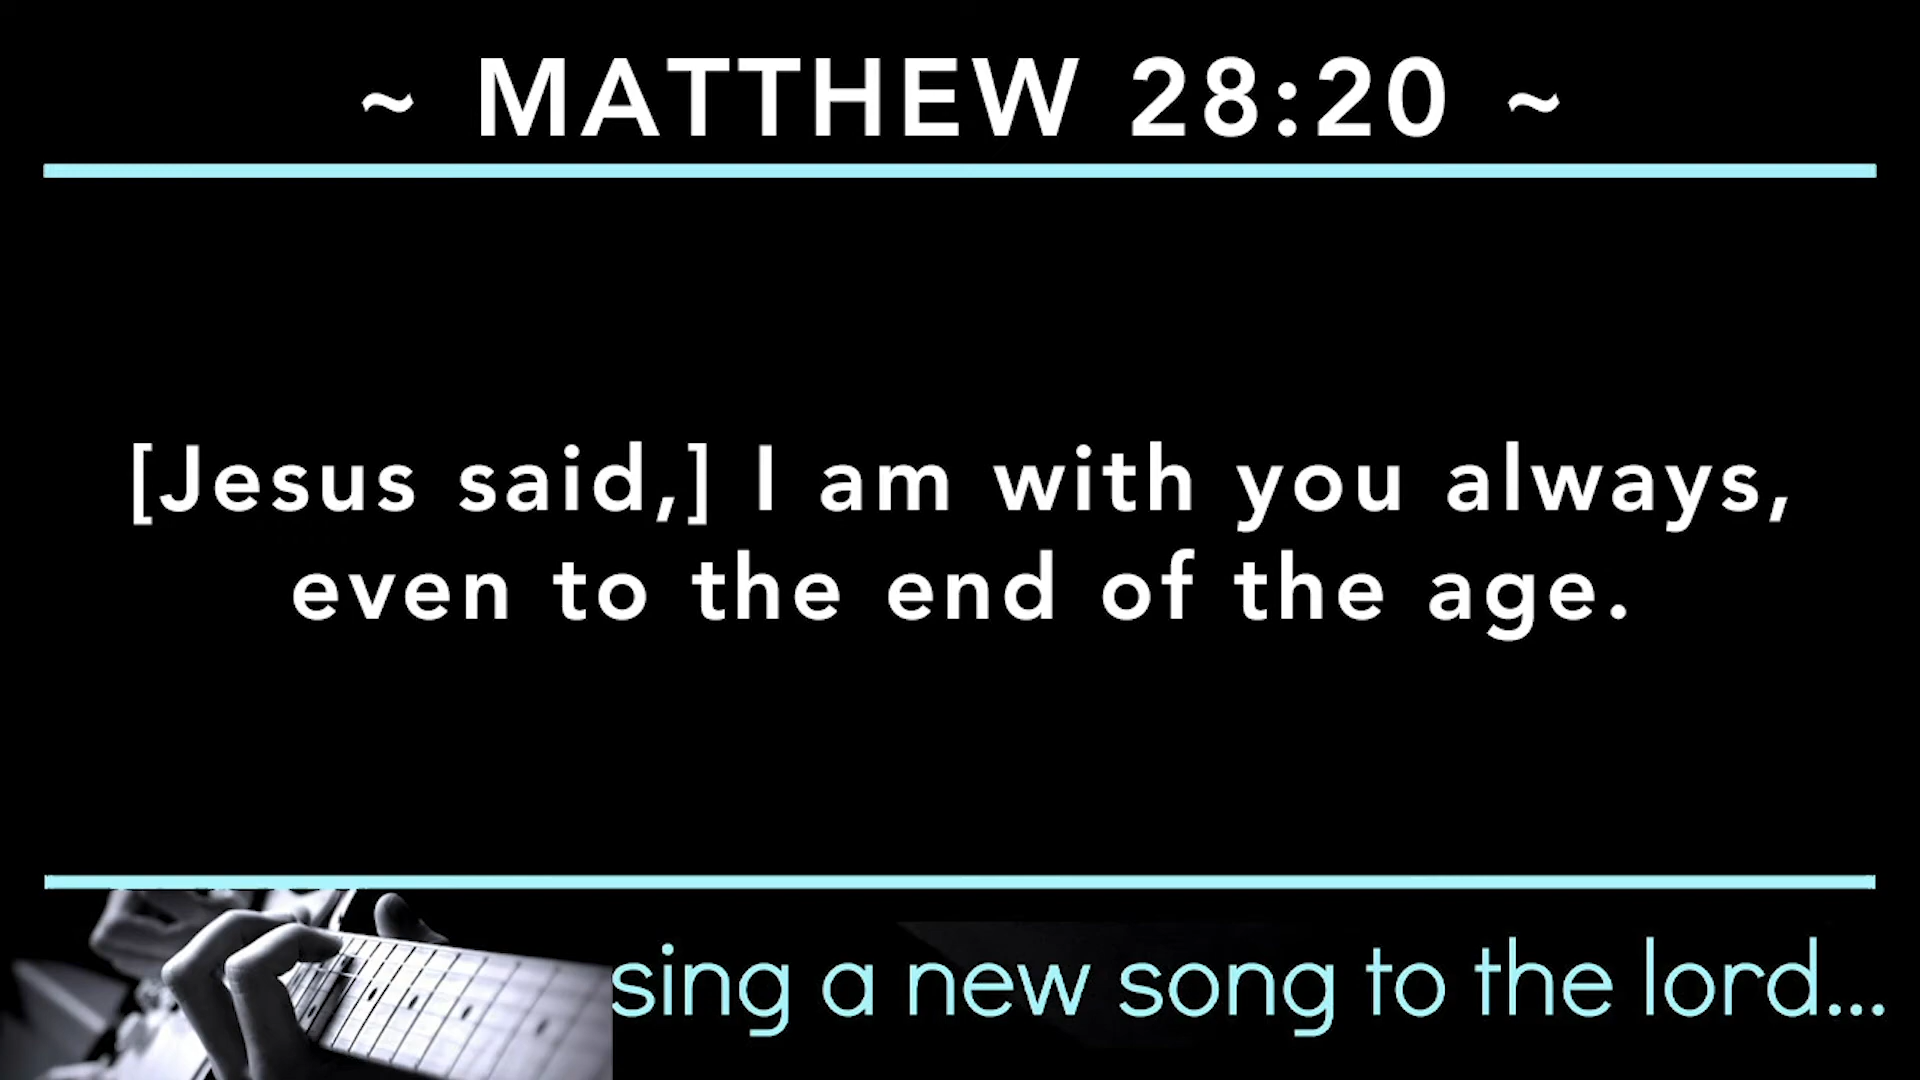 ~ MATTHEW 28:20 ~
[Jesus said,] I am with you always,
even to the end of the age.
sing a new song to the lord...